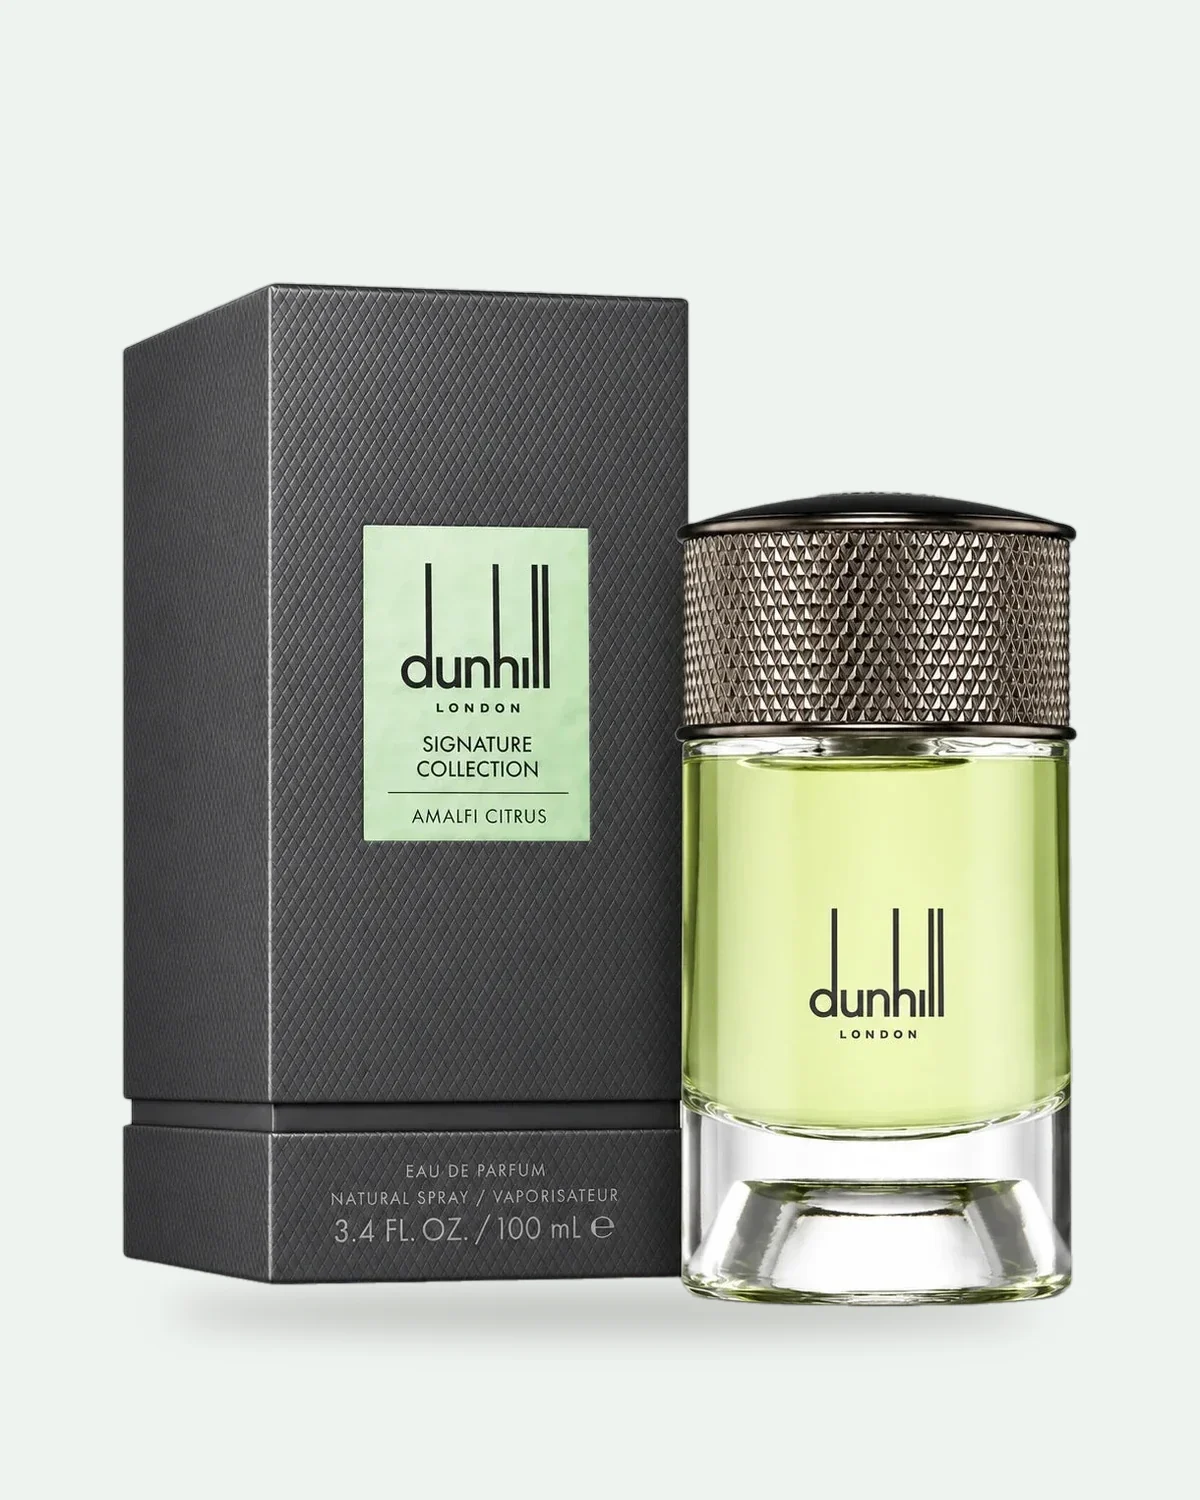 dunhill
LONDON
SIGNATURE
COLLECTION
AMALFI CITRUS
EAU DE PARFUM
NATURAL SPRAY / VAPORISATEUR
3.4 FL. OZ. / 100 mL ℮
dunhill
LONDON